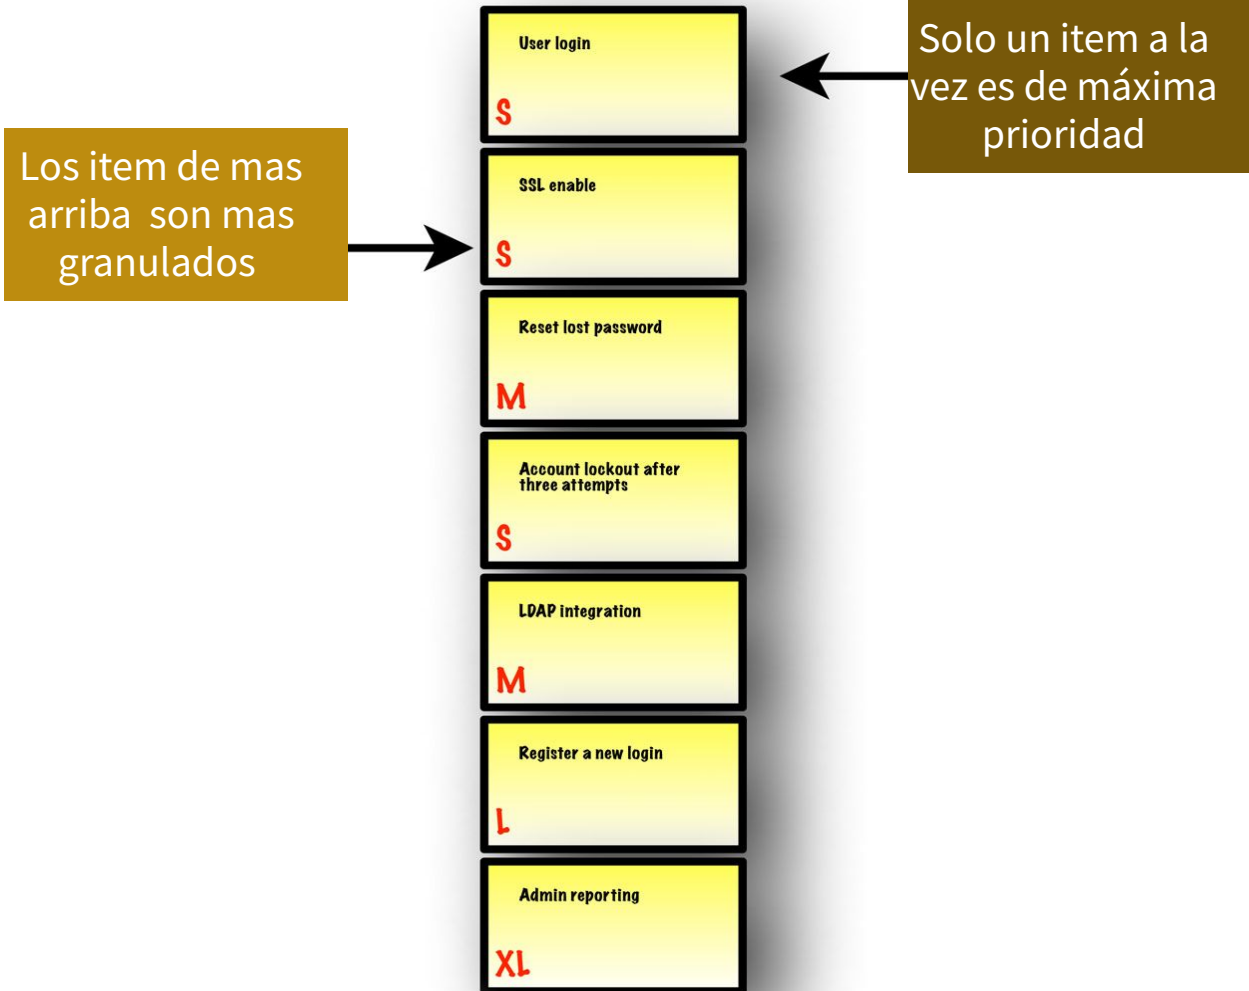 User login
S
Solo un item a la
vez es de máxima
prioridad
Los item de mas
arriba son mas
granulados
SSL enable
S
Reset lost password
M
Account lockout after
three attempts
S
LDAP integration
M
Register a new login
L
Admin reporting
XL